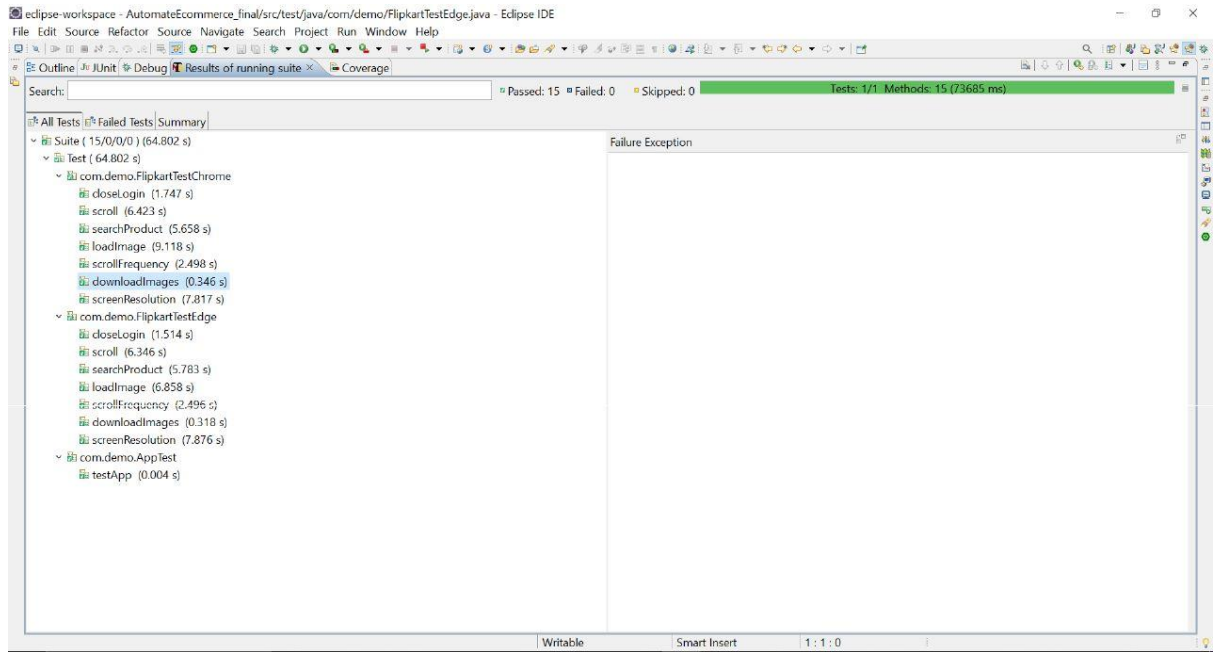 eclipse-workspace - AutomateEcommerce_final/src/test/java/com/demo/FlipkartTestEdge.java - Eclipse IDE
File Edit Source Refactor Source Navigate Search Project Run Window Help
Outline JUnit Debug Results of running suite Coverage
Search: Passed: 15 Failed: 0 Skipped: 0 Tests: 1/1 Methods: 15 (73685 ms)
All Tests Failed Tests Summary
Suite ( 15/0/0/0 ) (64.802 s) Failure Exception
Test ( 64.802 s)
com.demo.FlipkartTestChrome
closeLogin (1.747 s)
scroll (6.423 s)
searchProduct (5.658 s)
loadImage (9.118 s)
scrollFrequency (2.498 s)
downloadImages (0.346 s)
screenResolution (7.817 s)
com.demo.FlipkartTestEdge
closeLogin (1.514 s)
scroll (6.346 s)
searchProduct (5.783 s)
loadImage (6.858 s)
scrollFrequency (2.496 s)
downloadImages (0.318 s)
screenResolution (7.876 s)
com.demo.AppTest
testApp (0.004 s)
Writable Smart Insert 1 : 1 : 0